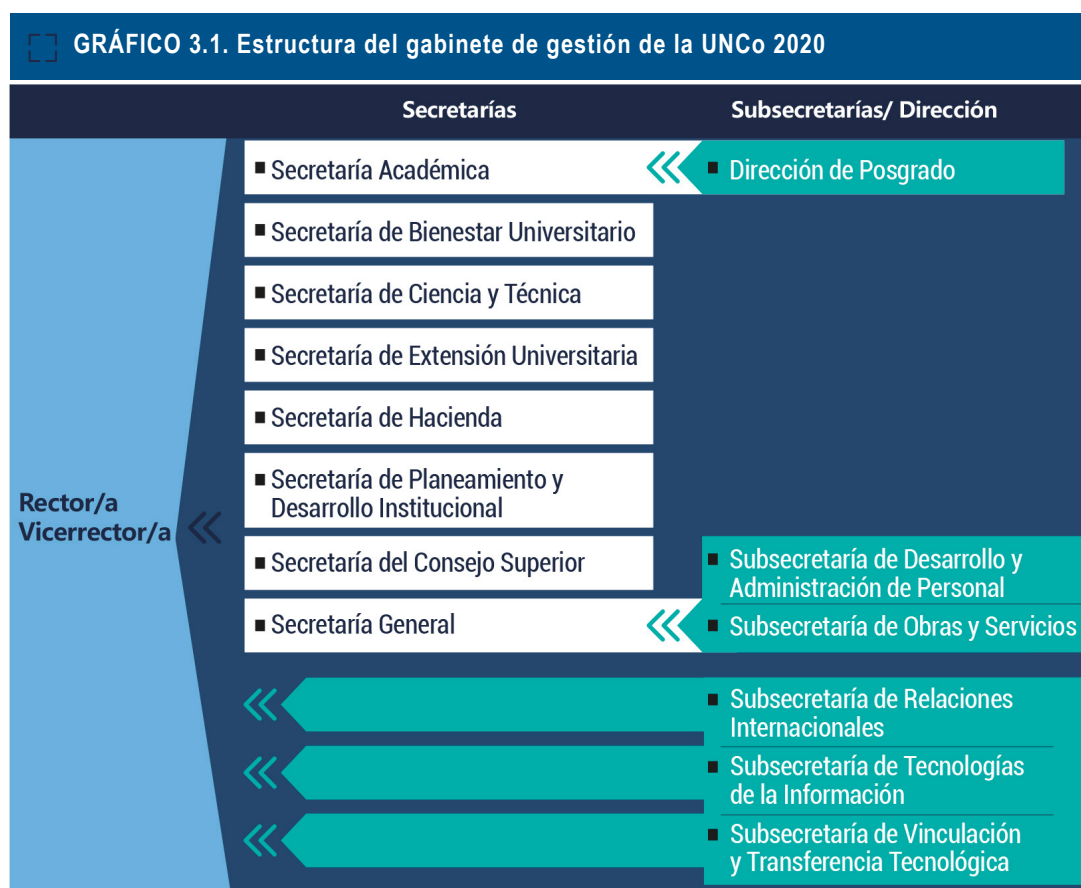 GRÁFICO 3.1. Estructura del gabinete de gestión de la UNCo 2020
Secretarías
Subsecretarías/ Dirección
Rector/a
Vicerrector/a
■ Secretaría Académica
■ Dirección de Posgrado
■ Secretaría de Bienestar Universitario
■ Secretaría de Ciencia y Técnica
■ Secretaría de Extensión Universitaria
■ Secretaría de Hacienda
■ Secretaría de Planeamiento y
Desarrollo Institucional
■ Secretaría del Consejo Superior
■ Secretaría General
■ Subsecretaría de Desarrollo y
Administración de Personal
■ Subsecretaría de Obras y Servicios
■ Subsecretaría de Relaciones
Internacionales
■ Subsecretaría de Tecnologías
de la Información
■ Subsecretaría de Vinculación
y Transferencia Tecnológica